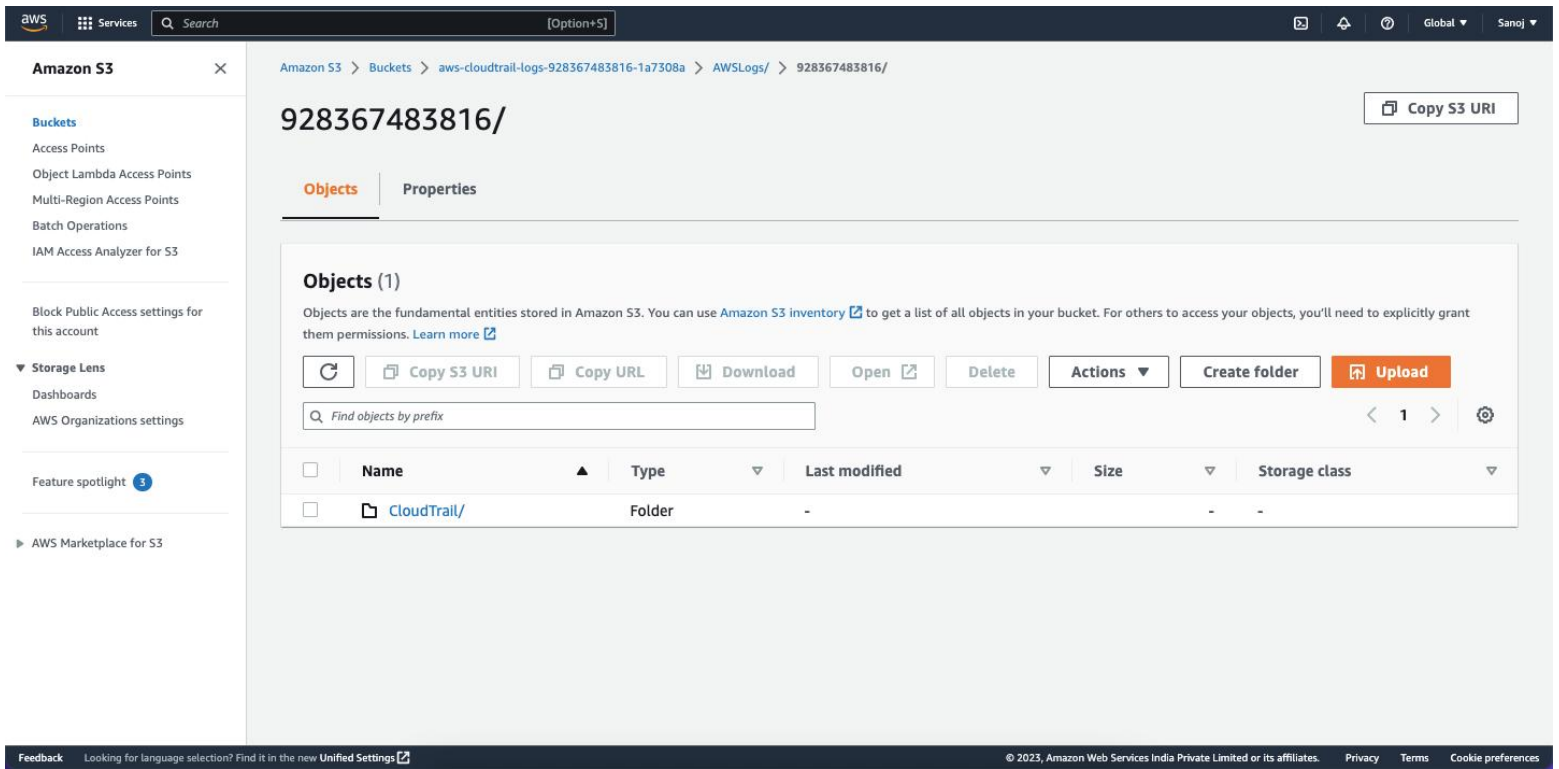 aws Services Search [Option+S] Global ▼ Sanoj ▼
Amazon S3
Buckets
Access Points
Object Lambda Access Points
Multi-Region Access Points
Batch Operations
IAM Access Analyzer for S3
Block Public Access settings for
this account
▼ Storage Lens
Dashboards
AWS Organizations settings
Feature spotlight 3
▶ AWS Marketplace for S3
Amazon S3 > Buckets > aws-cloudtrail-logs-928367483816-1a7308a > AWSLogs/ > 928367483816/
928367483816/
Copy S3 URI
Objects Properties
Objects (1)
Objects are the fundamental entities stored in Amazon S3. You can use Amazon S3 inventory to get a list of all objects in your bucket. For others to access your objects, you'll need to explicitly grant
them permissions. Learn more
Copy S3 URI Copy URL Download Open Delete Actions ▼ Create folder Upload
Find objects by prefix < 1 >
Name ▲ Type ▽ Last modified ▽ Size ▽ Storage class ▽
CloudTrail/ Folder - - -
Feedback Looking for language selection? Find it in the new Unified Settings © 2023, Amazon Web Services India Private Limited or its affiliates. Privacy Terms Cookie preferences